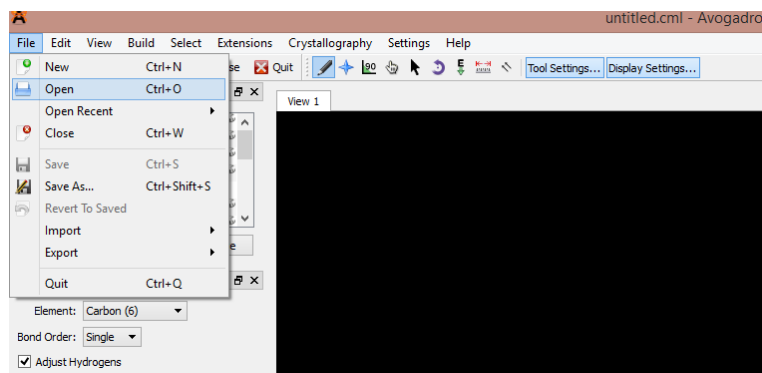 untitled.cml - Avogadro
File Edit View Build Select Extensions Crystallography Settings Help
New Ctrl+N
Quit Tool Settings... Display Settings...
Open Ctrl+O
View 1
Open Recent
Close Ctrl+W
Save Ctrl+S
Save As... Ctrl+Shift+S
Revert To Saved
Import
Export
Quit Ctrl+Q
Element: Carbon (6)
Bond Order: Single
Adjust Hydrogens